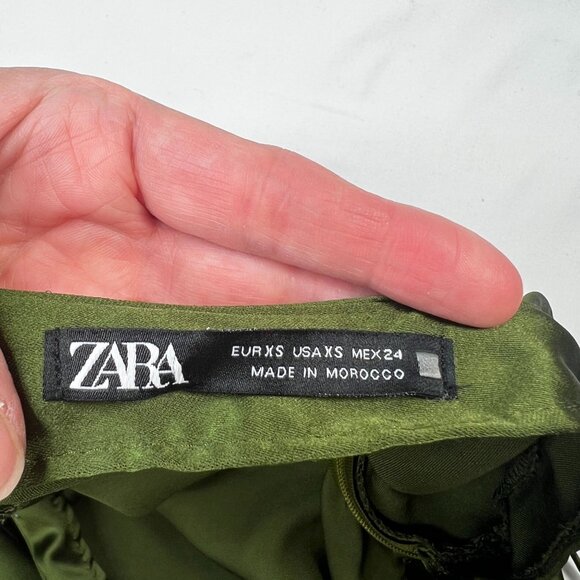 ZARA
EUR XS USA XS MEX 24
MADE IN MOROCCO